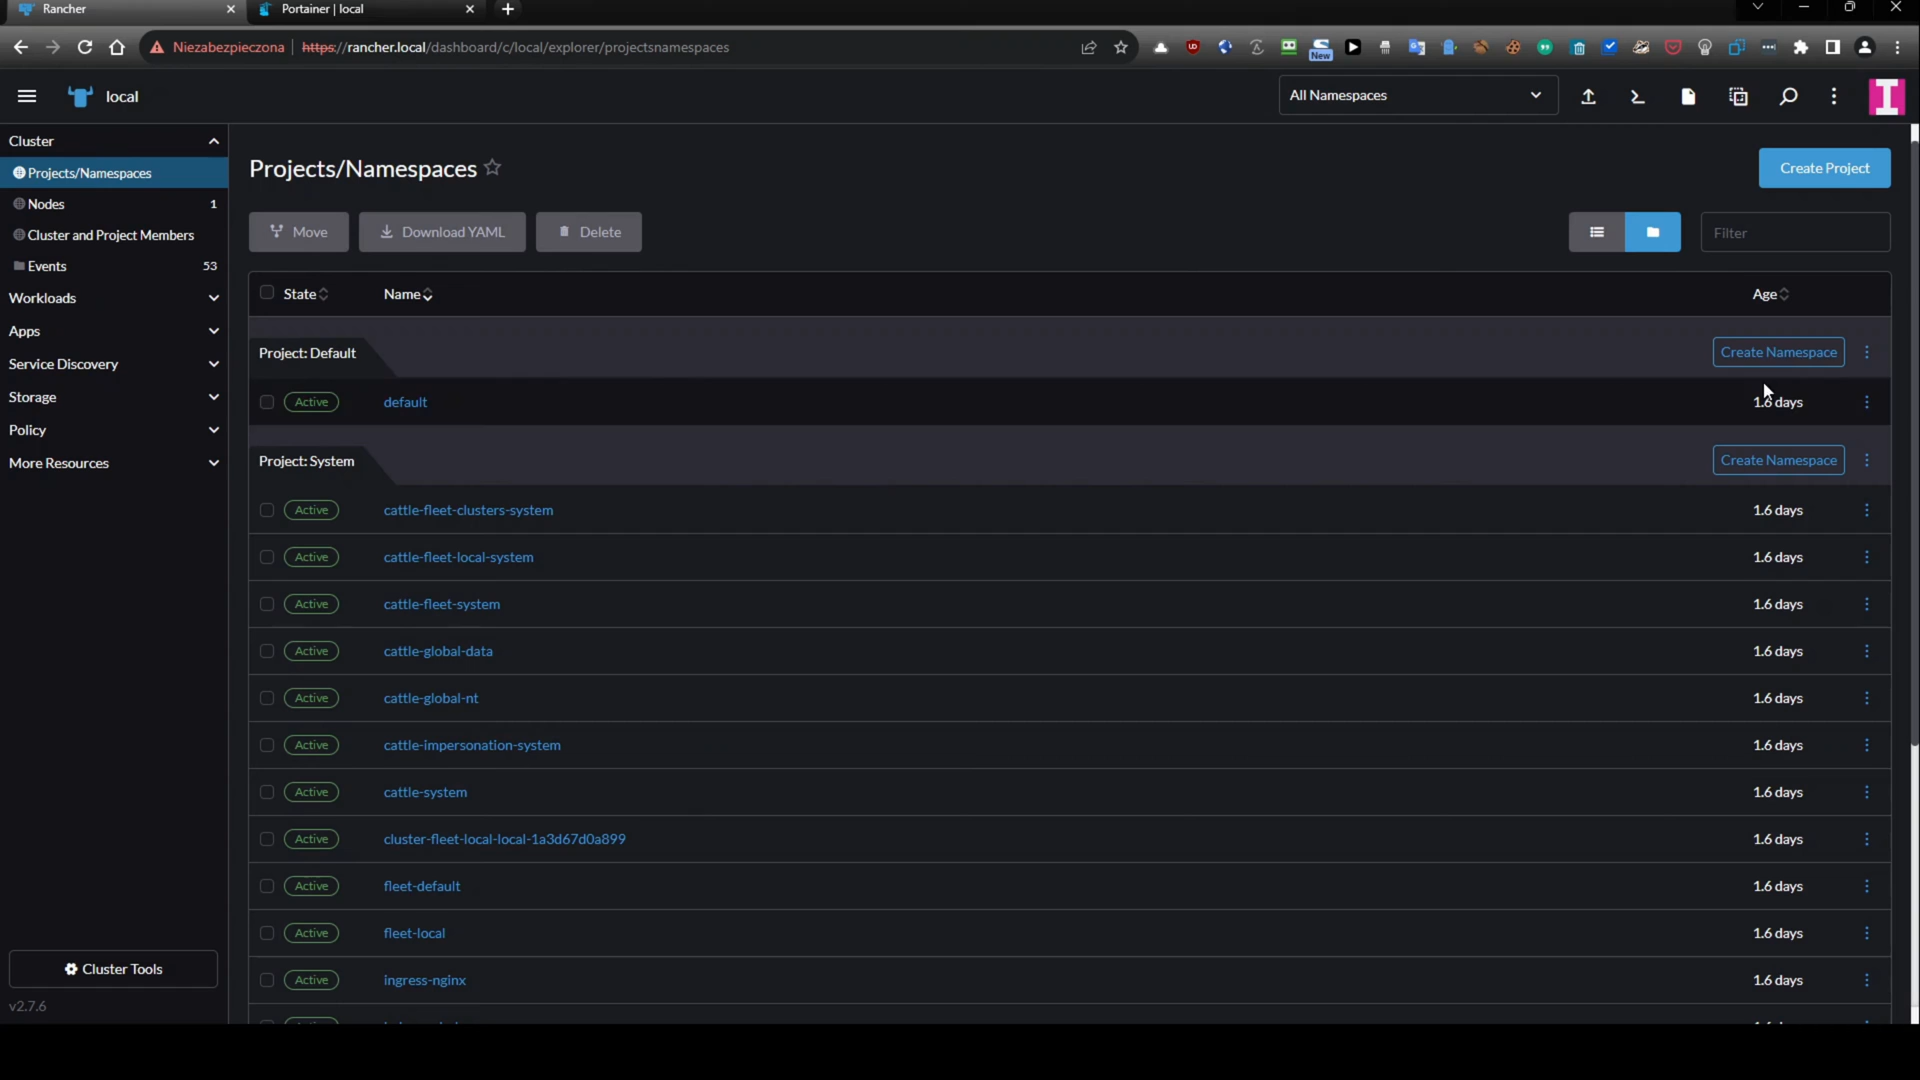 Rancher
Portainer | local
Niezabezpieczona
https://rancher.local/dashboard/c/local/explorer/projectsnamespaces
New
local
All Namespaces
Cluster
Projects/Namespaces
Nodes 1
Cluster and Project Members
Events 53
Workloads
Apps
Service Discovery
Storage
Policy
More Resources
Cluster Tools
v2.7.6
Projects/Namespaces
Create Project
Move
Download YAML
Delete
Filter
State Name Age
Project: Default Create Namespace
Active default 1.6 days
Project: System Create Namespace
Active cattle-fleet-clusters-system 1.6 days
Active cattle-fleet-local-system 1.6 days
Active cattle-fleet-system 1.6 days
Active cattle-global-data 1.6 days
Active cattle-global-nt 1.6 days
Active cattle-impersonation-system 1.6 days
Active cattle-system 1.6 days
Active cluster-fleet-local-local-1a3d67d0a899 1.6 days
Active fleet-default 1.6 days
Active fleet-local 1.6 days
Active ingress-nginx 1.6 days